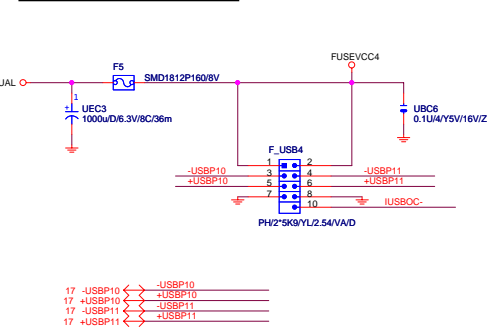 FUSEVCC4
F5
SMD1812P160/8V
UAL
1
+
UEC3
1000u/D/6.3V/8C/36m
UBC6
0.1U/4/Y5V/16V/Z
F_USB4
1 2
-USBP10 3 4 -USBP11
+USBP10 5 6 +USBP11
7 8
10 IUSBOC-
PH/2*5K9/YL/2.54/VA/D
17 -USBP10 -USBP10
17 +USBP10 +USBP10
17 -USBP11 -USBP11
17 +USBP11 +USBP11